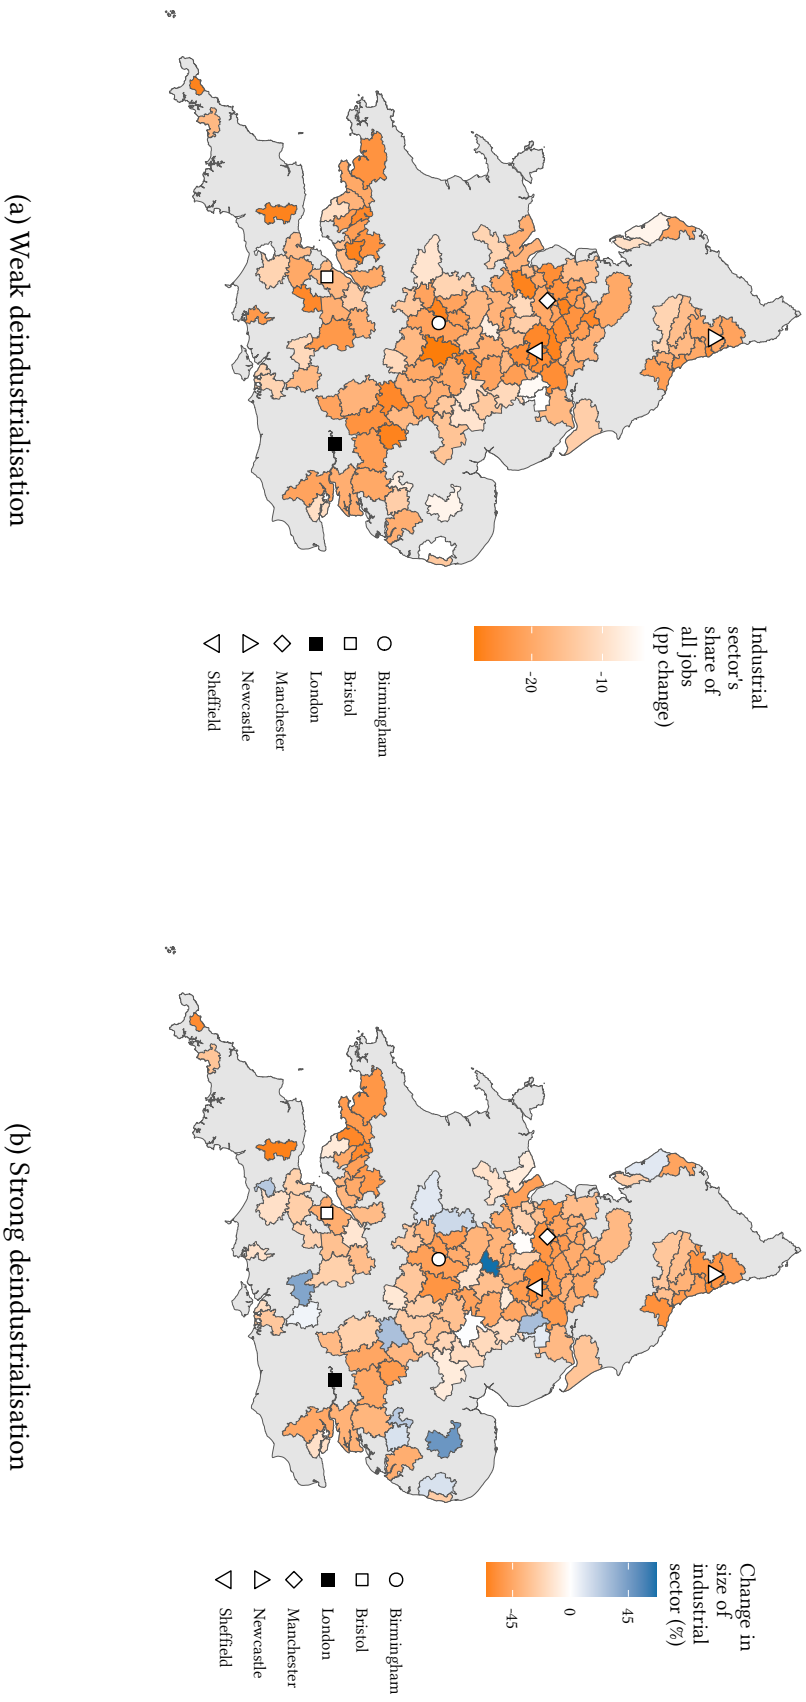 Industrial
sector's
share of
all jobs
(pp change)
-10
-20
Birmingham
Bristol
London
Manchester
Newcastle
Sheffield
(a) Weak deindustrialisation
Change in
size of
industrial
sector (%)
45
0
-45
Birmingham
Bristol
London
Manchester
Newcastle
Sheffield
(b) Strong deindustrialisation